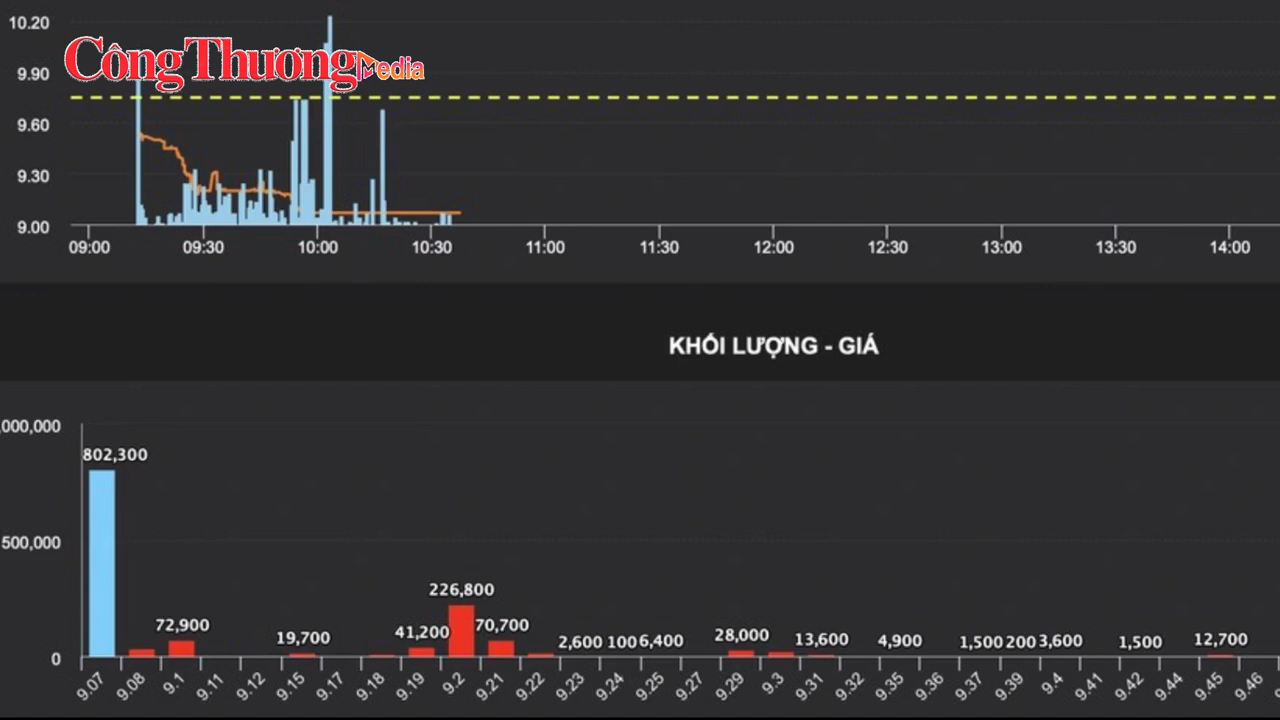 10.20
CôngThương Media
9.90
9.60
9.30
9.00
09:00 09:30 10:00 10:30 11:00 11:30 12:00 12:30 13:00 13:30 14:00
KHỐI LƯỢNG - GIÁ
,000,000
802,300
500,000
226,800
72,900 19,700 41,200 70,700 2,600 100 6,400 28,000 13,600 4,900 1,500 200 3,600 1,500 12,700
0
9.07 9.08 9.1 9.11 9.12 9.15 9.17 9.18 9.19 9.2 9.21 9.22 9.23 9.24 9.25 9.27 9.29 9.3 9.31 9.32 9.35 9.36 9.37 9.39 9.4 9.41 9.42 9.44 9.45 9.46